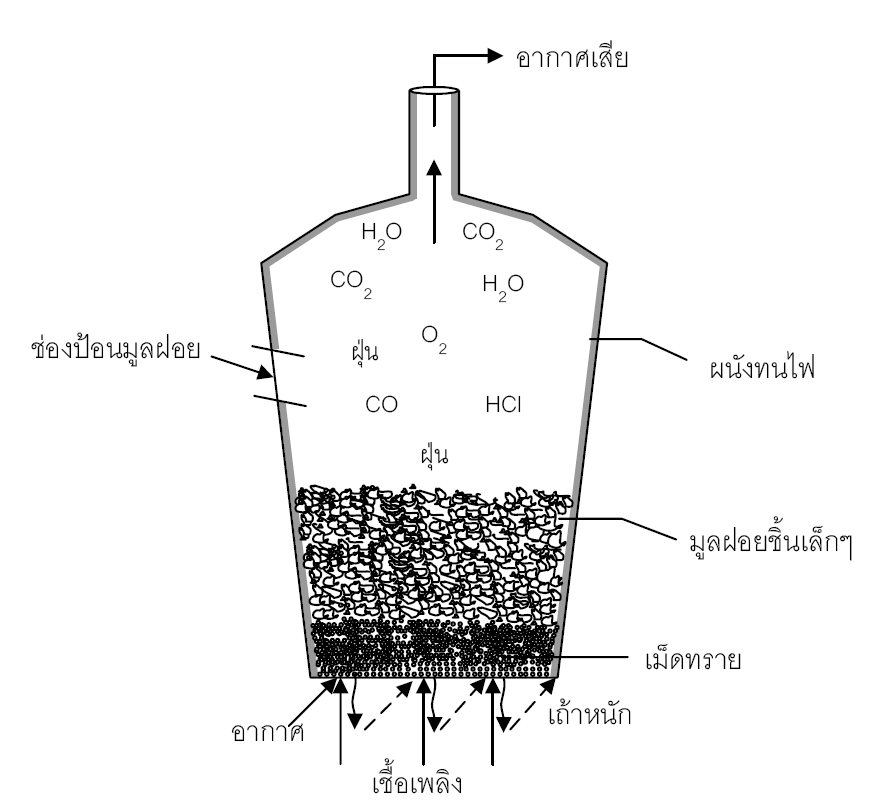 อากาศเสีย
H2O
CO2
CO2
H2O
O2
ช่องป้อนมูลฝอย
ฝุ่น
ผนังทนไฟ
CO
HCl
ฝุ่น
มูลฝอยชิ้นเล็กๆ
เม็ดทราย
เถ้าหนัก
อากาศ
เชื้อเพลิง